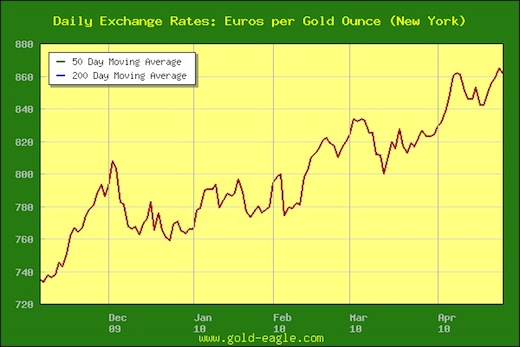 Daily Exchange Rates: Euros per Gold Ounce (New York)
880
50 Day Moving Average
200 Day Moving Average
860
840
820
800
780
760
740
720
Dec Jan Feb Mar Apr
09 10 10 10 10
www.gold-eagle.com